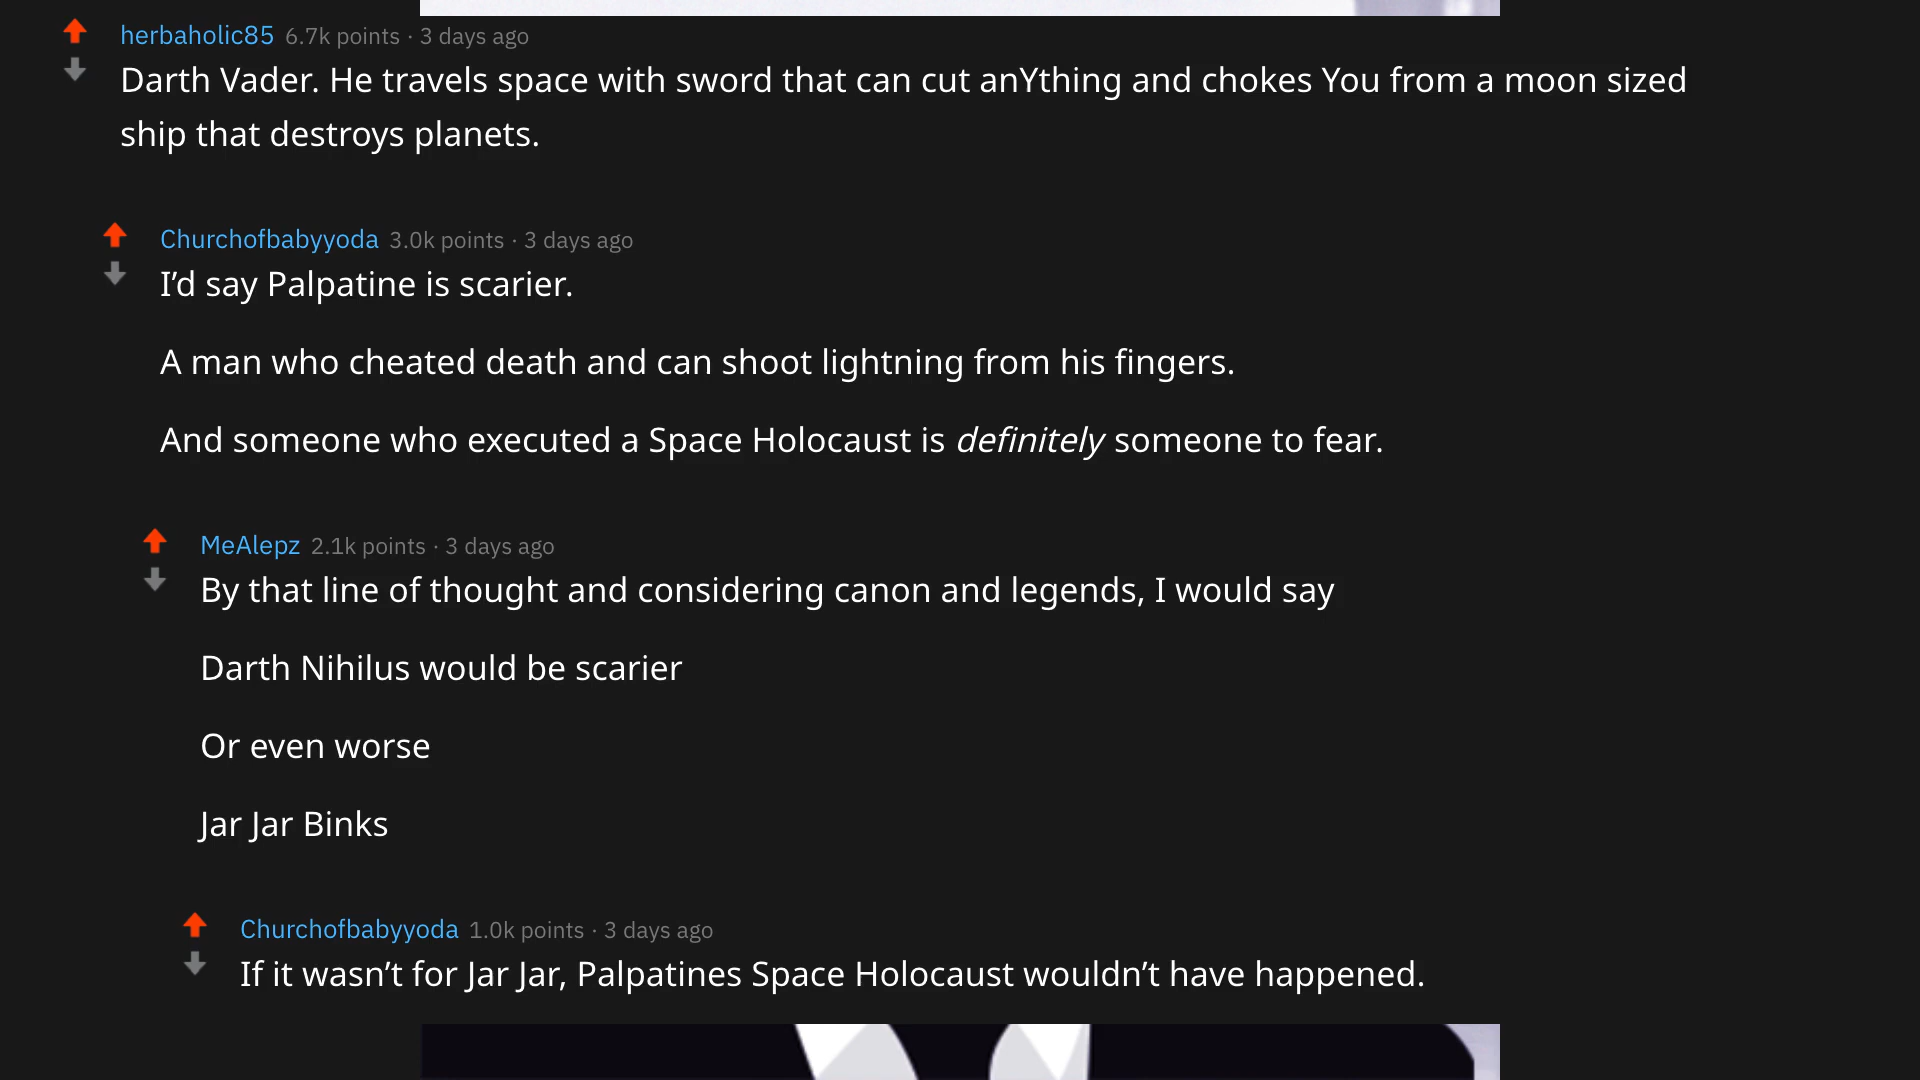 herbaholic85 6.7k points · 3 days ago
Darth Vader. He travels space with sword that can cut anYthing and chokes You from a moon sized
ship that destroys planets.
Churchofbabyyoda 3.0k points · 3 days ago
I’d say Palpatine is scarier.
A man who cheated death and can shoot lightning from his fingers.
And someone who executed a Space Holocaust is definitely someone to fear.
MeAlepz 2.1k points · 3 days ago
By that line of thought and considering canon and legends, I would say
Darth Nihilus would be scarier
Or even worse
Jar Jar Binks
Churchofbabyyoda 1.0k points · 3 days ago
If it wasn’t for Jar Jar, Palpatines Space Holocaust wouldn’t have happened.